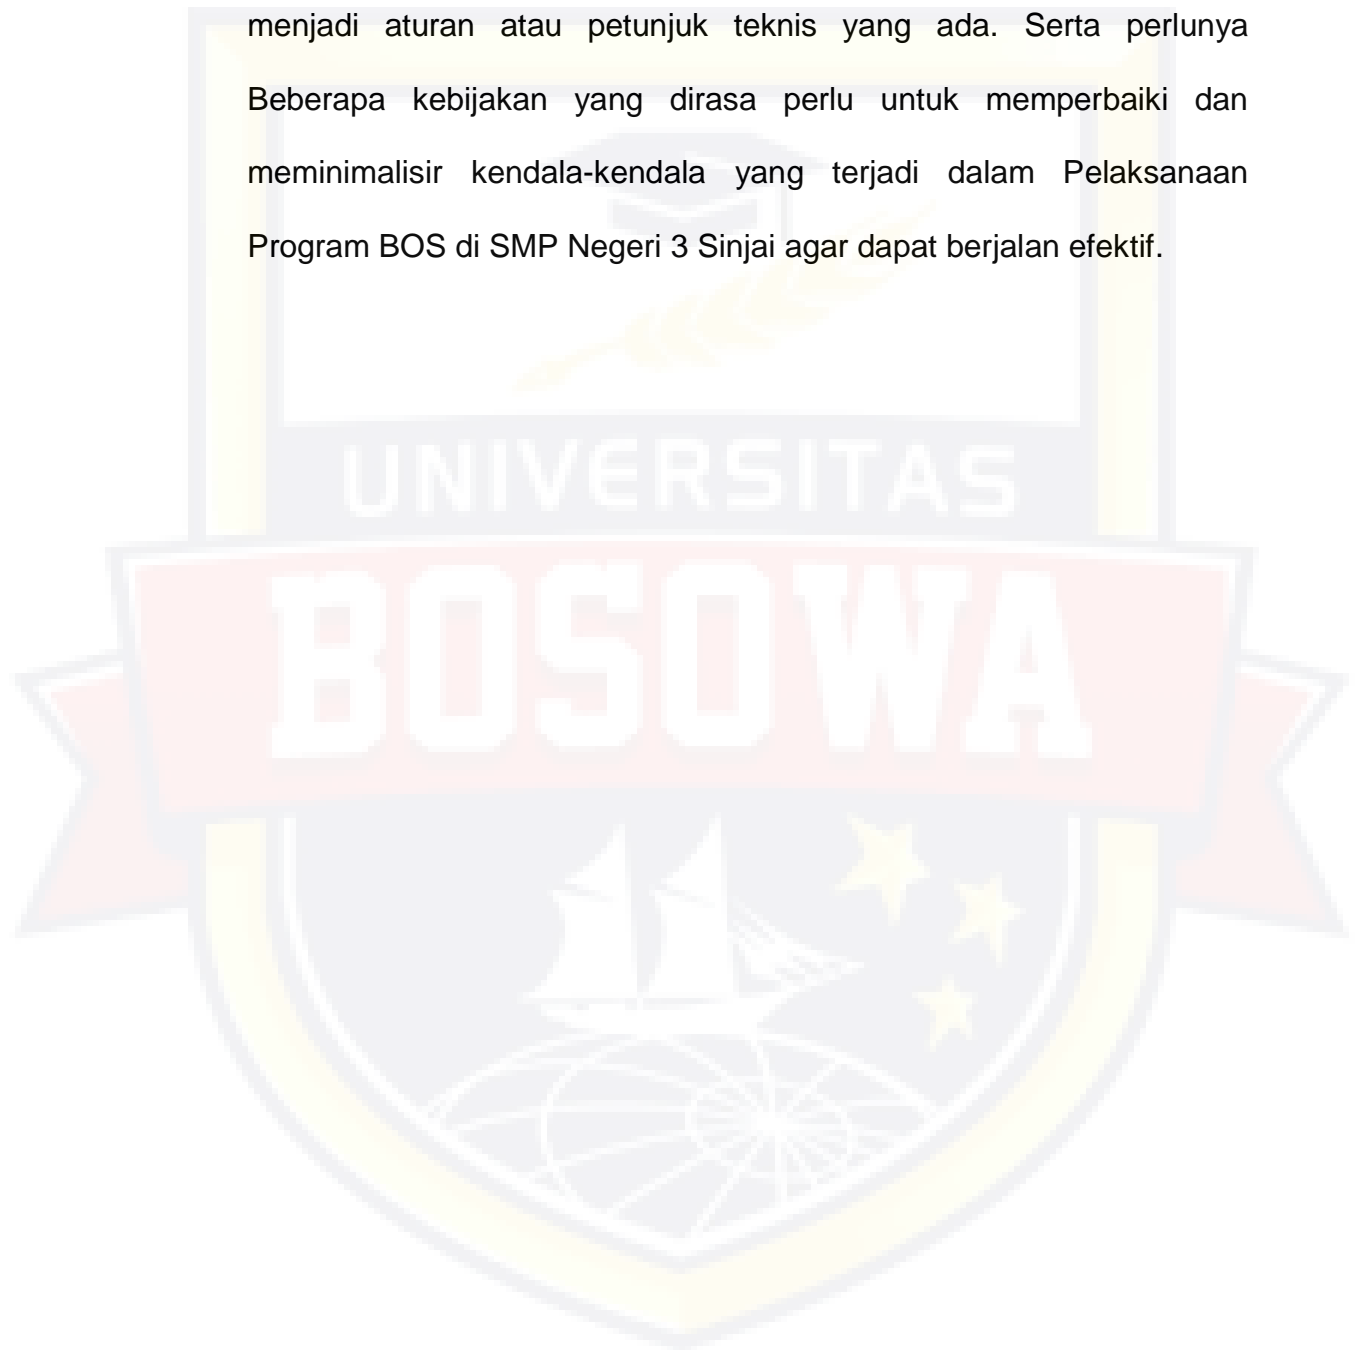 menjadi aturan atau petunjuk teknis yang ada. Serta perlunya
Beberapa kebijakan yang dirasa perlu untuk memperbaiki dan
meminimalisir kendala-kendala yang terjadi dalam Pelaksanaan
Program BOS di SMP Negeri 3 Sinjai agar dapat berjalan efektif.
UNIVERSITAS
BOSOWA